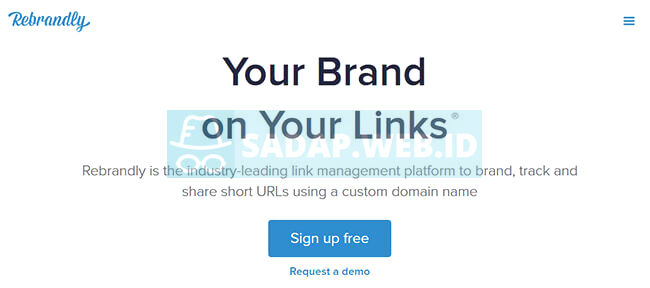 Rebrandly
Your Brand
on Your Links®
SADAP.WEB.ID
Rebrandly is the industry-leading link management platform to brand, track and
share short URLs using a custom domain name
Sign up free
Request a demo